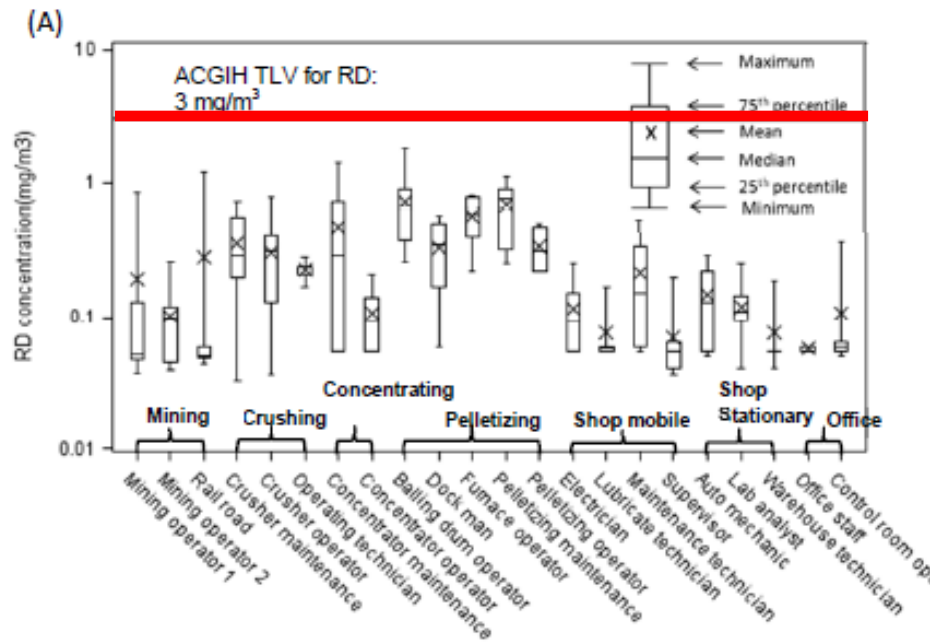 (A)
10
ACGIH TLV for RD:
3 mg/m³
Maximum
75th percentile
Mean
Median
25th percentile
Minimum
1
0.1
0.01
RD concentration(mg/m3)
Concentrating
Mining
Crushing
Pelletizing
Shop mobile
Shop
Stationary
Office
Mining operator 1
Mining operator 2
Rail road
Crusher maintenance
Crusher operator
Operating technician
Concentrator maintenance
Concentrator operator
Balling drum operator
Dock man
Furnace operator
Pelletizing maintenance
Pelletizing operator
Electrician
Lubricate technician
Maintenance technician
Supervisor
Auto mechanic
Lab analyst
Warehouse technician
Office staff
Control room ope